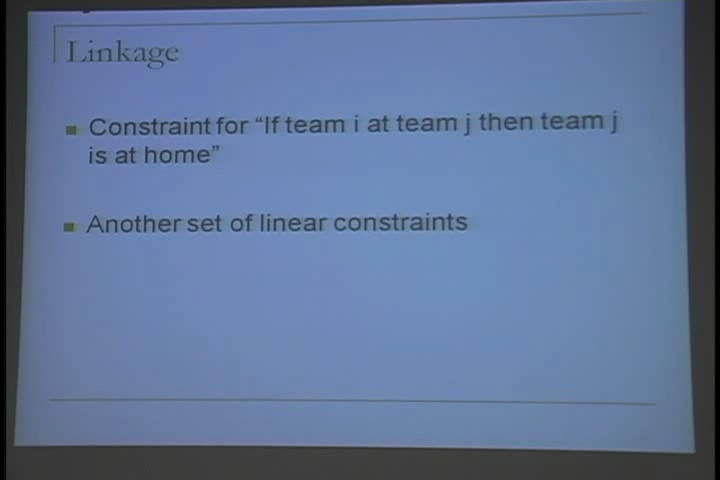 Linkage
Constraint for “If team i at team j then team j
is at home”
Another set of linear constraints